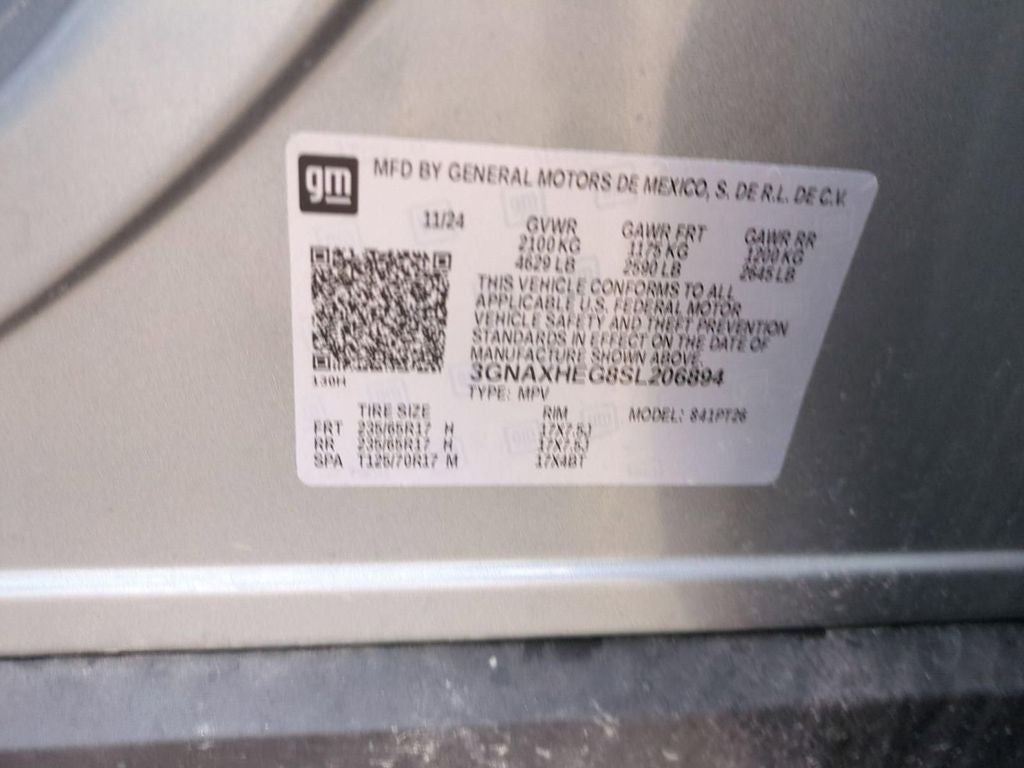 gm MFD BY GENERAL MOTORS DE MEXICO, S. DE R.L. DE C.V.
11/24 GVWR GAWR FRT GAWR RR
2100 KG 1175 KG 1200 KG
4629 LB 2590 LB 2645 LB
THIS VEHICLE CONFORMS TO ALL
APPLICABLE U.S. FEDERAL MOTOR
VEHICLE SAFETY AND THEFT PREVENTION
STANDARDS IN EFFECT ON THE DATE OF
MANUFACTURE SHOWN ABOVE.
139H 3GNAXHEG8SL206894
TYPE: MPV
TIRE SIZE RIM MODEL: 841PT26
FRT 235/65R17 H 17X7.5J
RR 235/65R17 H 17X7.5J
SPA T125/70R17 M 17X4BT